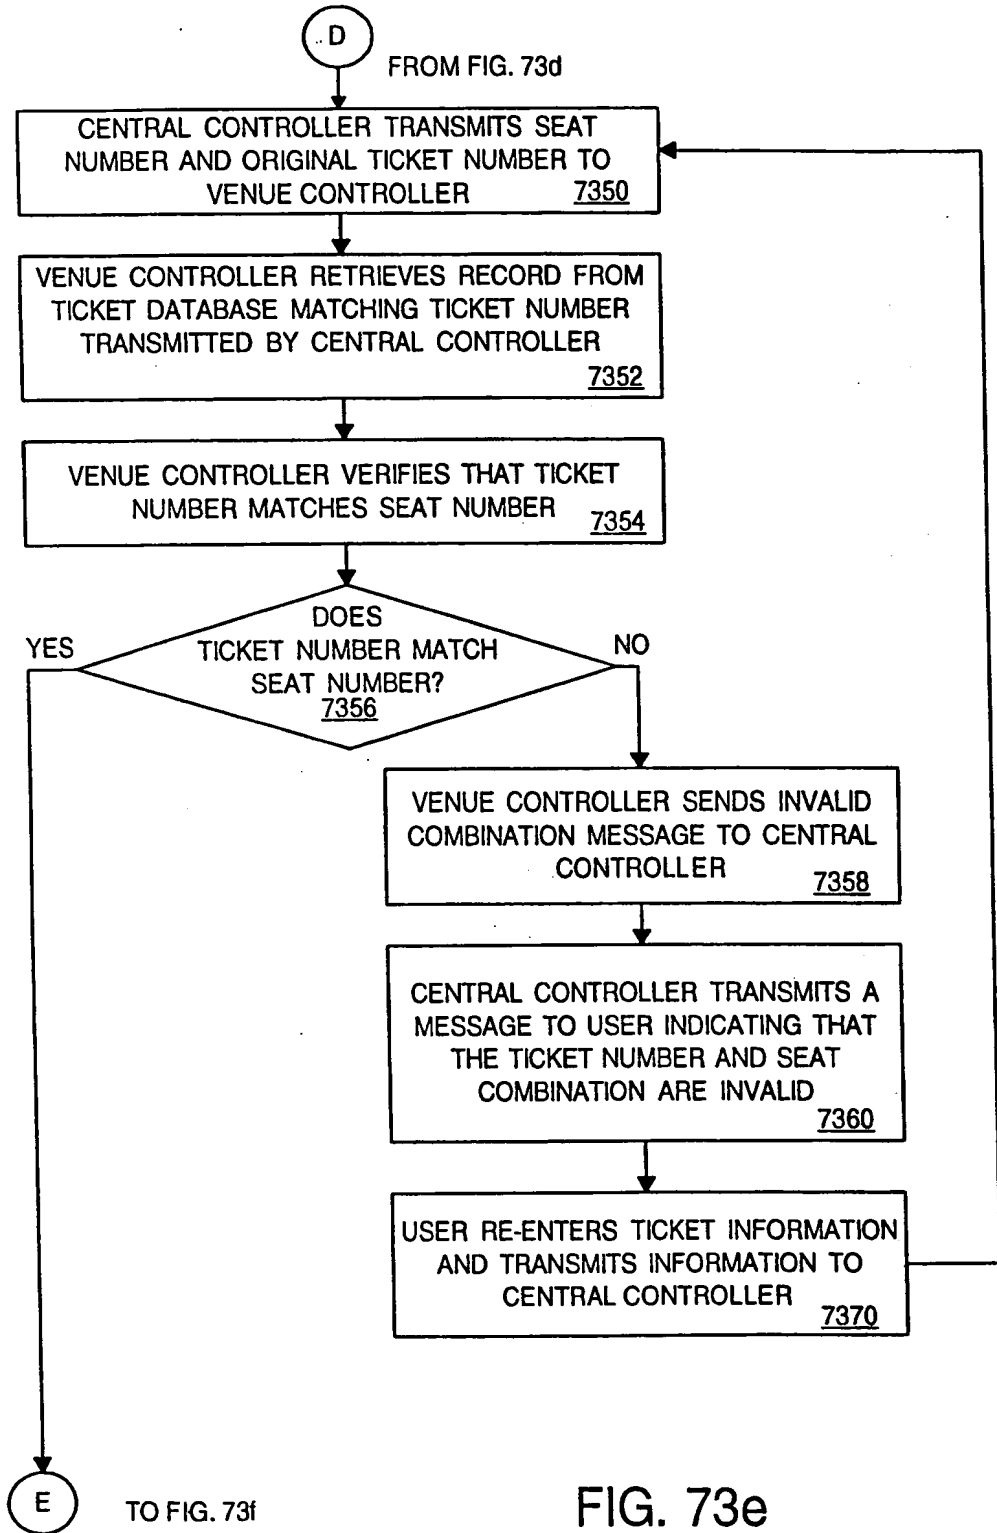 D
FROM FIG. 73d
CENTRAL CONTROLLER TRANSMITS SEAT
NUMBER AND ORIGINAL TICKET NUMBER TO
VENUE CONTROLLER 7350
VENUE CONTROLLER RETRIEVES RECORD FROM
TICKET DATABASE MATCHING TICKET NUMBER
TRANSMITTED BY CENTRAL CONTROLLER
7352
VENUE CONTROLLER VERIFIES THAT TICKET
NUMBER MATCHES SEAT NUMBER 7354
DOES
TICKET NUMBER MATCH
SEAT NUMBER?
7356
YES
NO
VENUE CONTROLLER SENDS INVALID
COMBINATION MESSAGE TO CENTRAL
CONTROLLER 7358
CENTRAL CONTROLLER TRANSMITS A
MESSAGE TO USER INDICATING THAT
THE TICKET NUMBER AND SEAT
COMBINATION ARE INVALID
7360
USER RE-ENTERS TICKET INFORMATION
AND TRANSMITS INFORMATION TO
CENTRAL CONTROLLER 7370
E
TO FIG. 73f
FIG. 73e